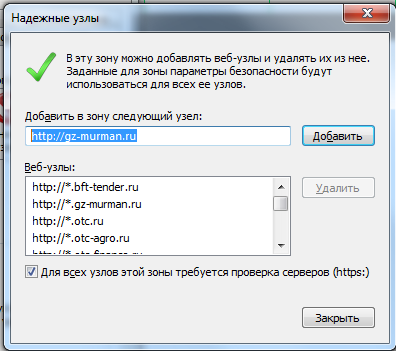 Надежные узлы
В эту зону можно добавлять веб-узлы и удалять их из нее.
Заданные для зоны параметры безопасности будут
использоваться для всех ее узлов.
Добавить в зону следующий узел:
http://gz-murman.ru
Добавить
Веб-узлы:
http://*.bft-tender.ru
Удалить
http://*.gz-murman.ru
http://*.otc.ru
http://*.otc-agro.ru
Для всех узлов этой зоны требуется проверка серверов (https:)
Закрыть